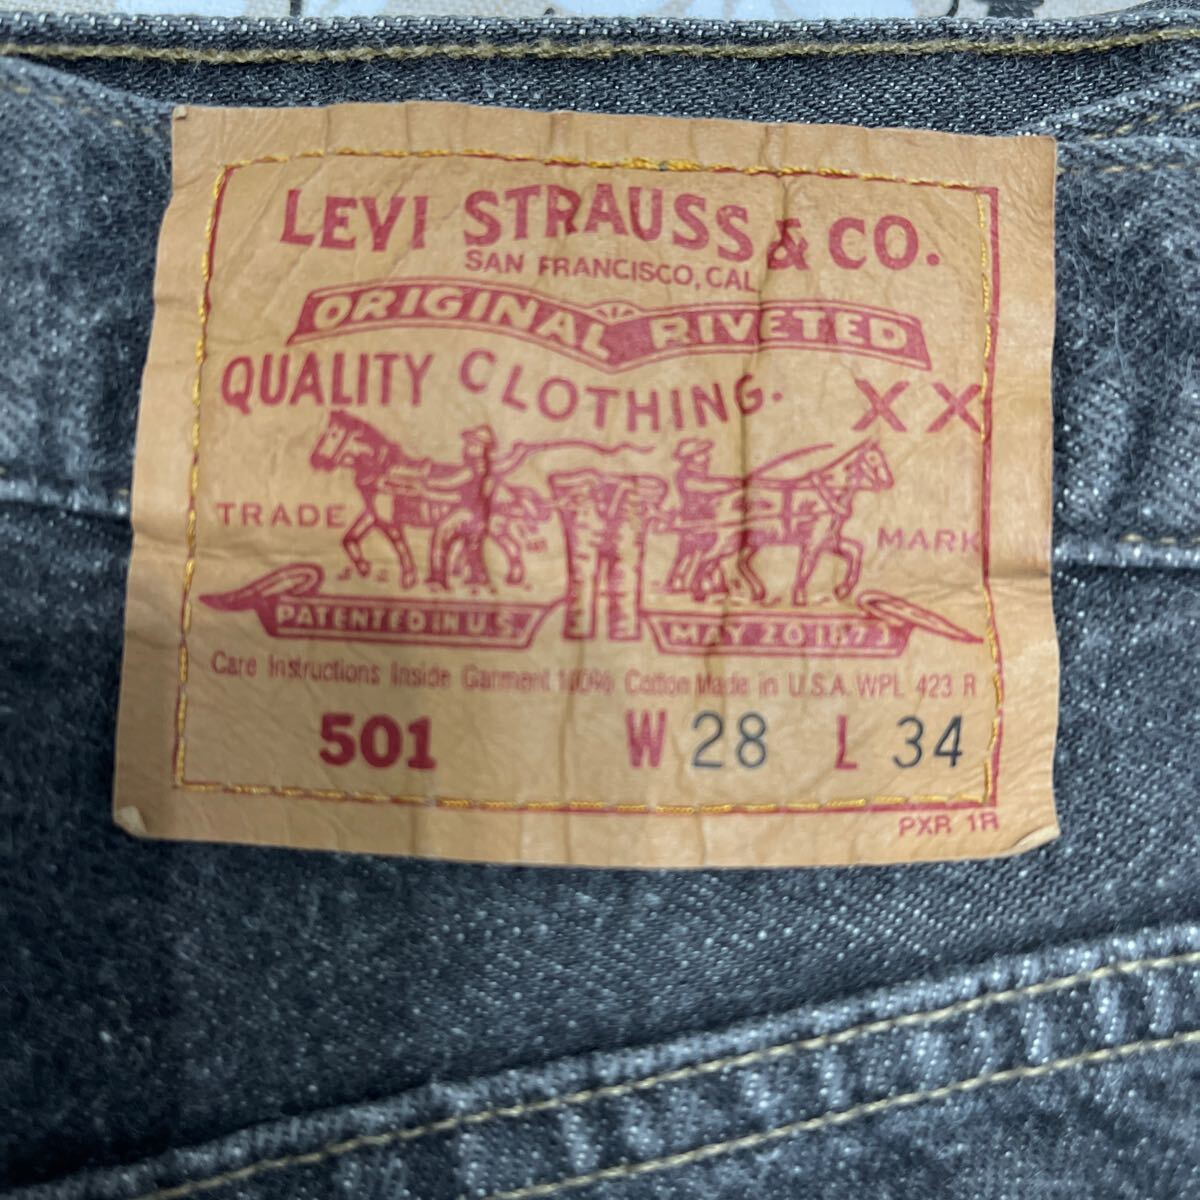 LEVI STRAUSS & CO.
SAN FRANCISCO, CAL
ORIGINAL RIVETED
QUALITY CLOTHING. XX
TRADE MARK
PATENTED IN U.S. MAY 20 1873
Care Instructions Inside Garment 100% Cotton Made in U.S.A. WPL 423 R
501 W 28 L 34
PXR 1R